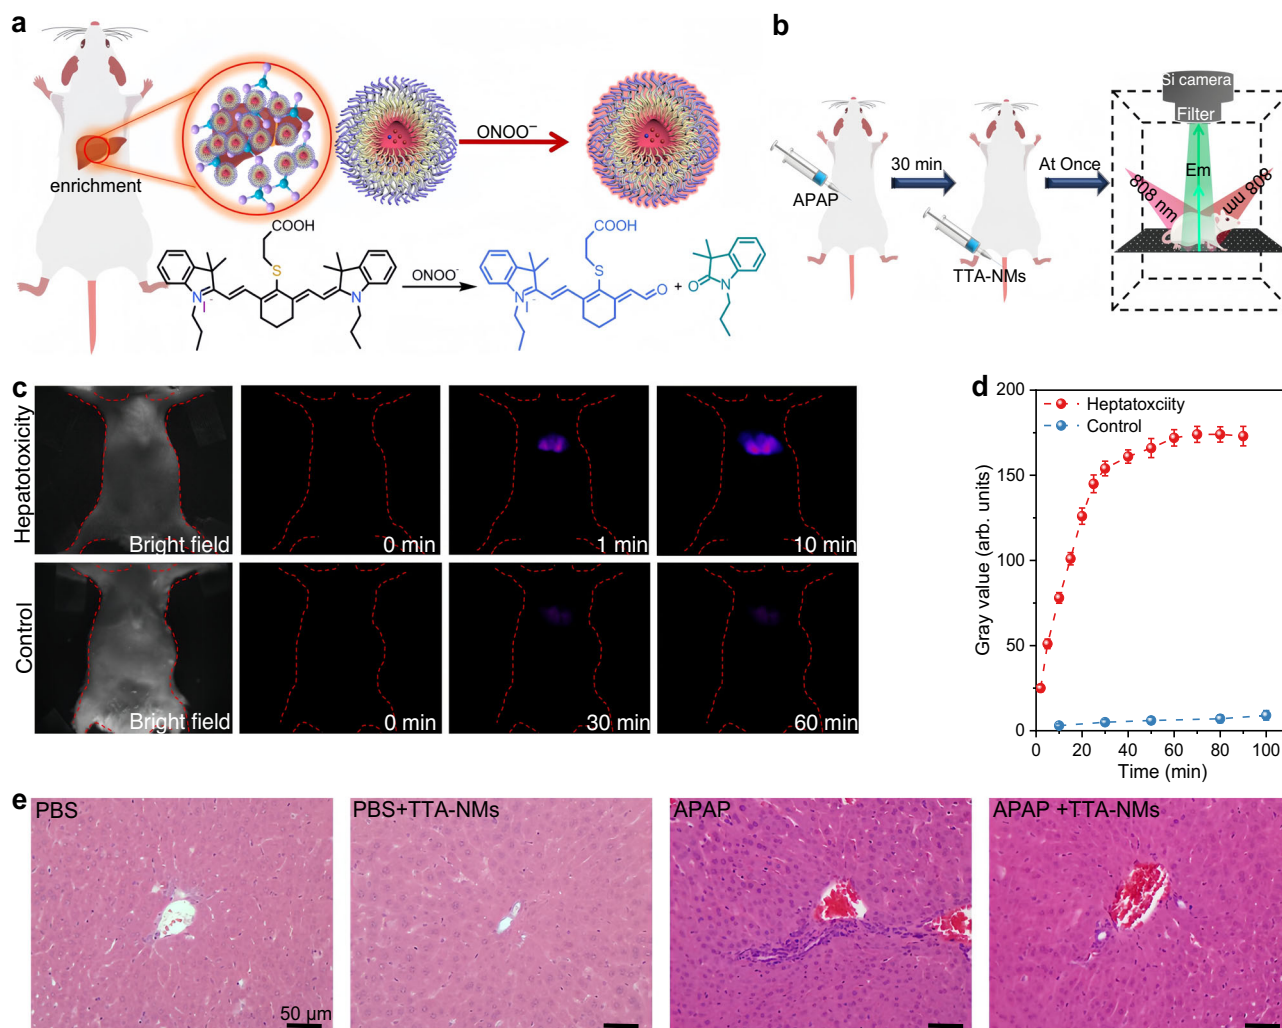 a
enrichment
ONOO⁻
COOH
S
N⁺
I⁻
N
ONOO⁻
COOH
S
N⁺
I⁻
O
+
O
N
b
APAP
30 min
TTA-NMs
At Once
Si camera
Filter
Em
808 nm
808 nm
c
Hepatotoxicity
Bright field
0 min
1 min
10 min
Control
Bright field
0 min
30 min
60 min
d
Gray value (arb. units)
200
150
100
50
0
Heptatoxciity
Control
0 20 40 60 80 100
Time (min)
e
PBS
50 μm
PBS+TTA-NMs
APAP
APAP +TTA-NMs